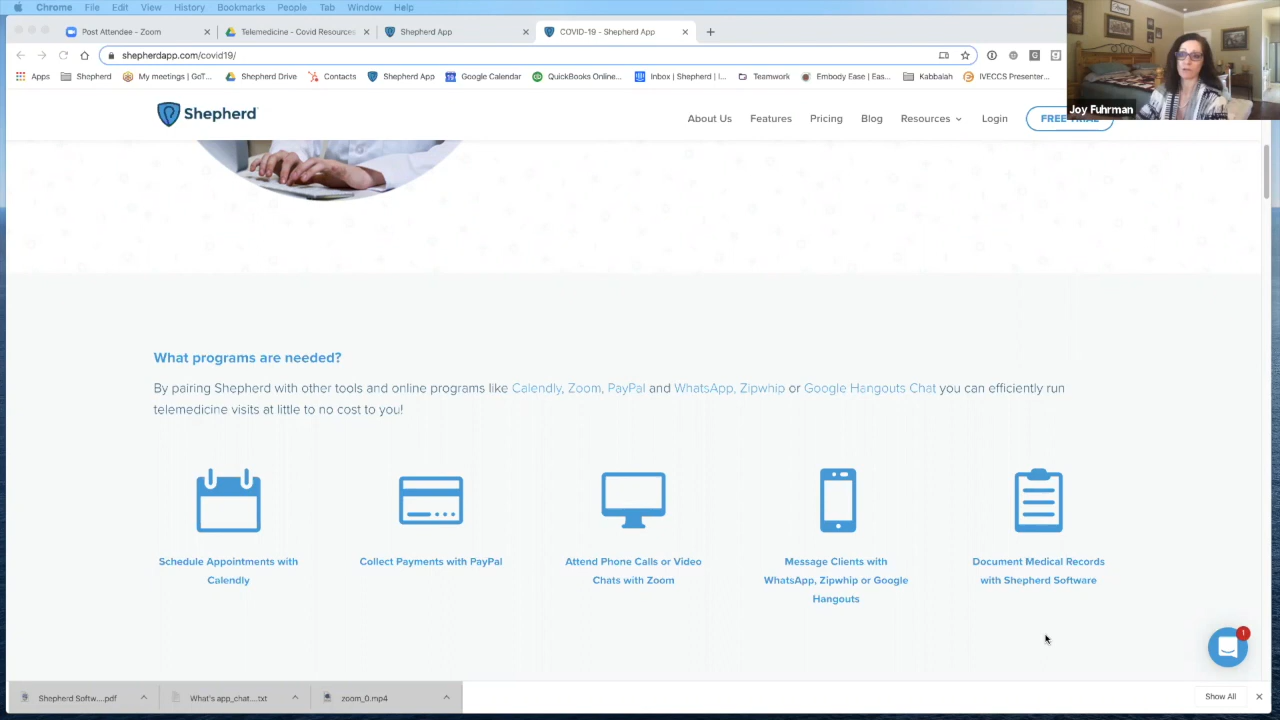 Chrome File Edit View History Bookmarks People Tab Window Help
Post Attendee - Zoom
Telemedicine - Covid Resources
Shepherd App
COVID-19 - Shepherd App
shepherdapp.com/covid19/
Apps Shepherd My meetings | GoT... Shepherd Drive Contacts Shepherd App Google Calendar QuickBooks Online... Inbox | Shepherd | I... Teamwork Embody Ease | Eas... Kabbalah IVECCS Presenter...
Joy Fuhrman
Shepherd
About Us Features Pricing Blog Resources Login FREE TRIAL
What programs are needed?
By pairing Shepherd with other tools and online programs like Calendly, Zoom, PayPal and WhatsApp, Zipwhip or Google Hangouts Chat you can efficiently run
telemedicine visits at little to no cost to you!
Schedule Appointments with
Calendly
Collect Payments with PayPal
Attend Phone Calls or Video
Chats with Zoom
Message Clients with
WhatsApp, Zipwhip or Google
Hangouts
Document Medical Records
with Shepherd Software
1
Shepherd Softw....pdf
What's app_chat....txt
zoom_0.mp4
Show All